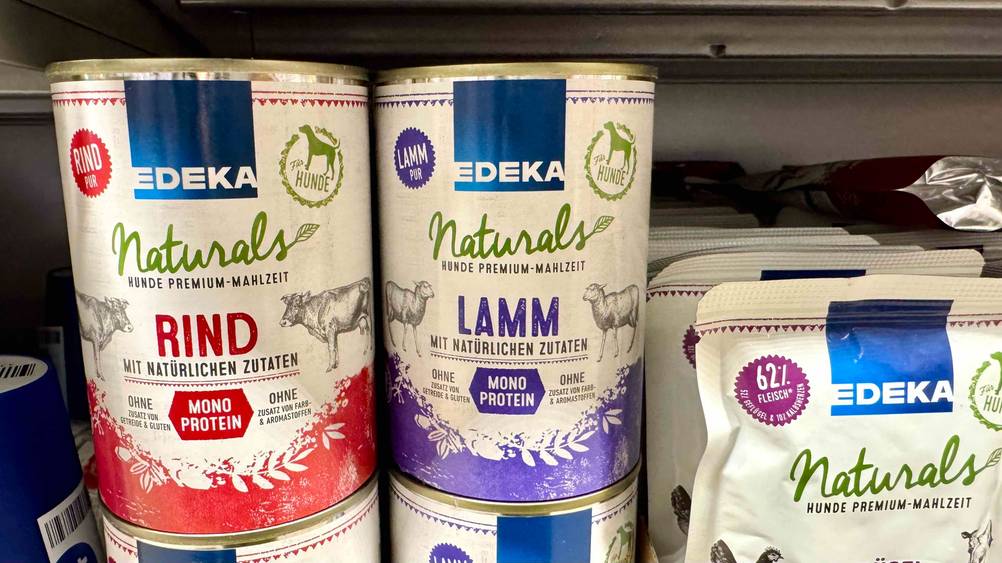 RIND
PUR
EDEKA
Für
HUNDE
Naturals
HUNDE PREMIUM-MAHLZEIT
RIND
MIT NATÜRLICHEN ZUTATEN
OHNE
ZUSATZ VON
GETREIDE & GLUTEN
MONO
PROTEIN
OHNE
ZUSATZ VON FARB-
& AROMASTOFFEN
LAMM
PUR
EDEKA
Für
HUNDE
Naturals
HUNDE PREMIUM-MAHLZEIT
LAMM
MIT NATÜRLICHEN ZUTATEN
OHNE
ZUSATZ VON
GETREIDE & GLUTEN
MONO
PROTEIN
OHNE
ZUSATZ VON FARB-
& AROMASTOFFEN
LAMM
62%
FLEISCH*
EDEKA
HU
Naturals
HUNDE PREMIUM-MAHLZEIT